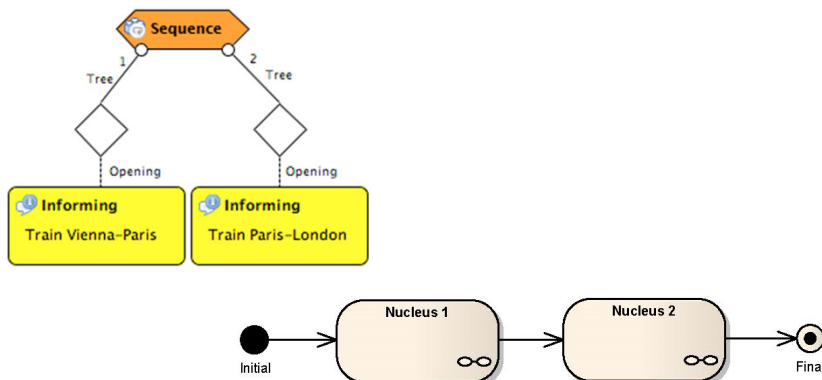 Sequence
1
2
Tree
Tree
Opening
Opening
Informing
Train Vienna-Paris
Informing
Train Paris-London
Nucleus 1
Nucleus 2
Initial
Fina